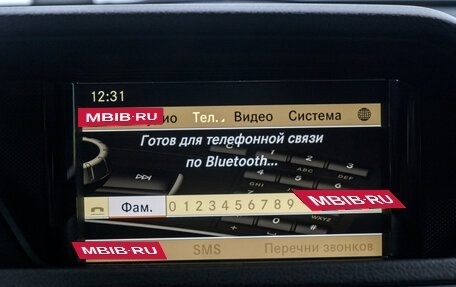 12:31
MBIB.RU Тел. Видео Система
Готов для телефонной связи
по Bluetooth...
Фам. 0 1 2 3 4 5 6 7 8 9 MBIB.RU
MBIB.RU SMS Перечни звонков